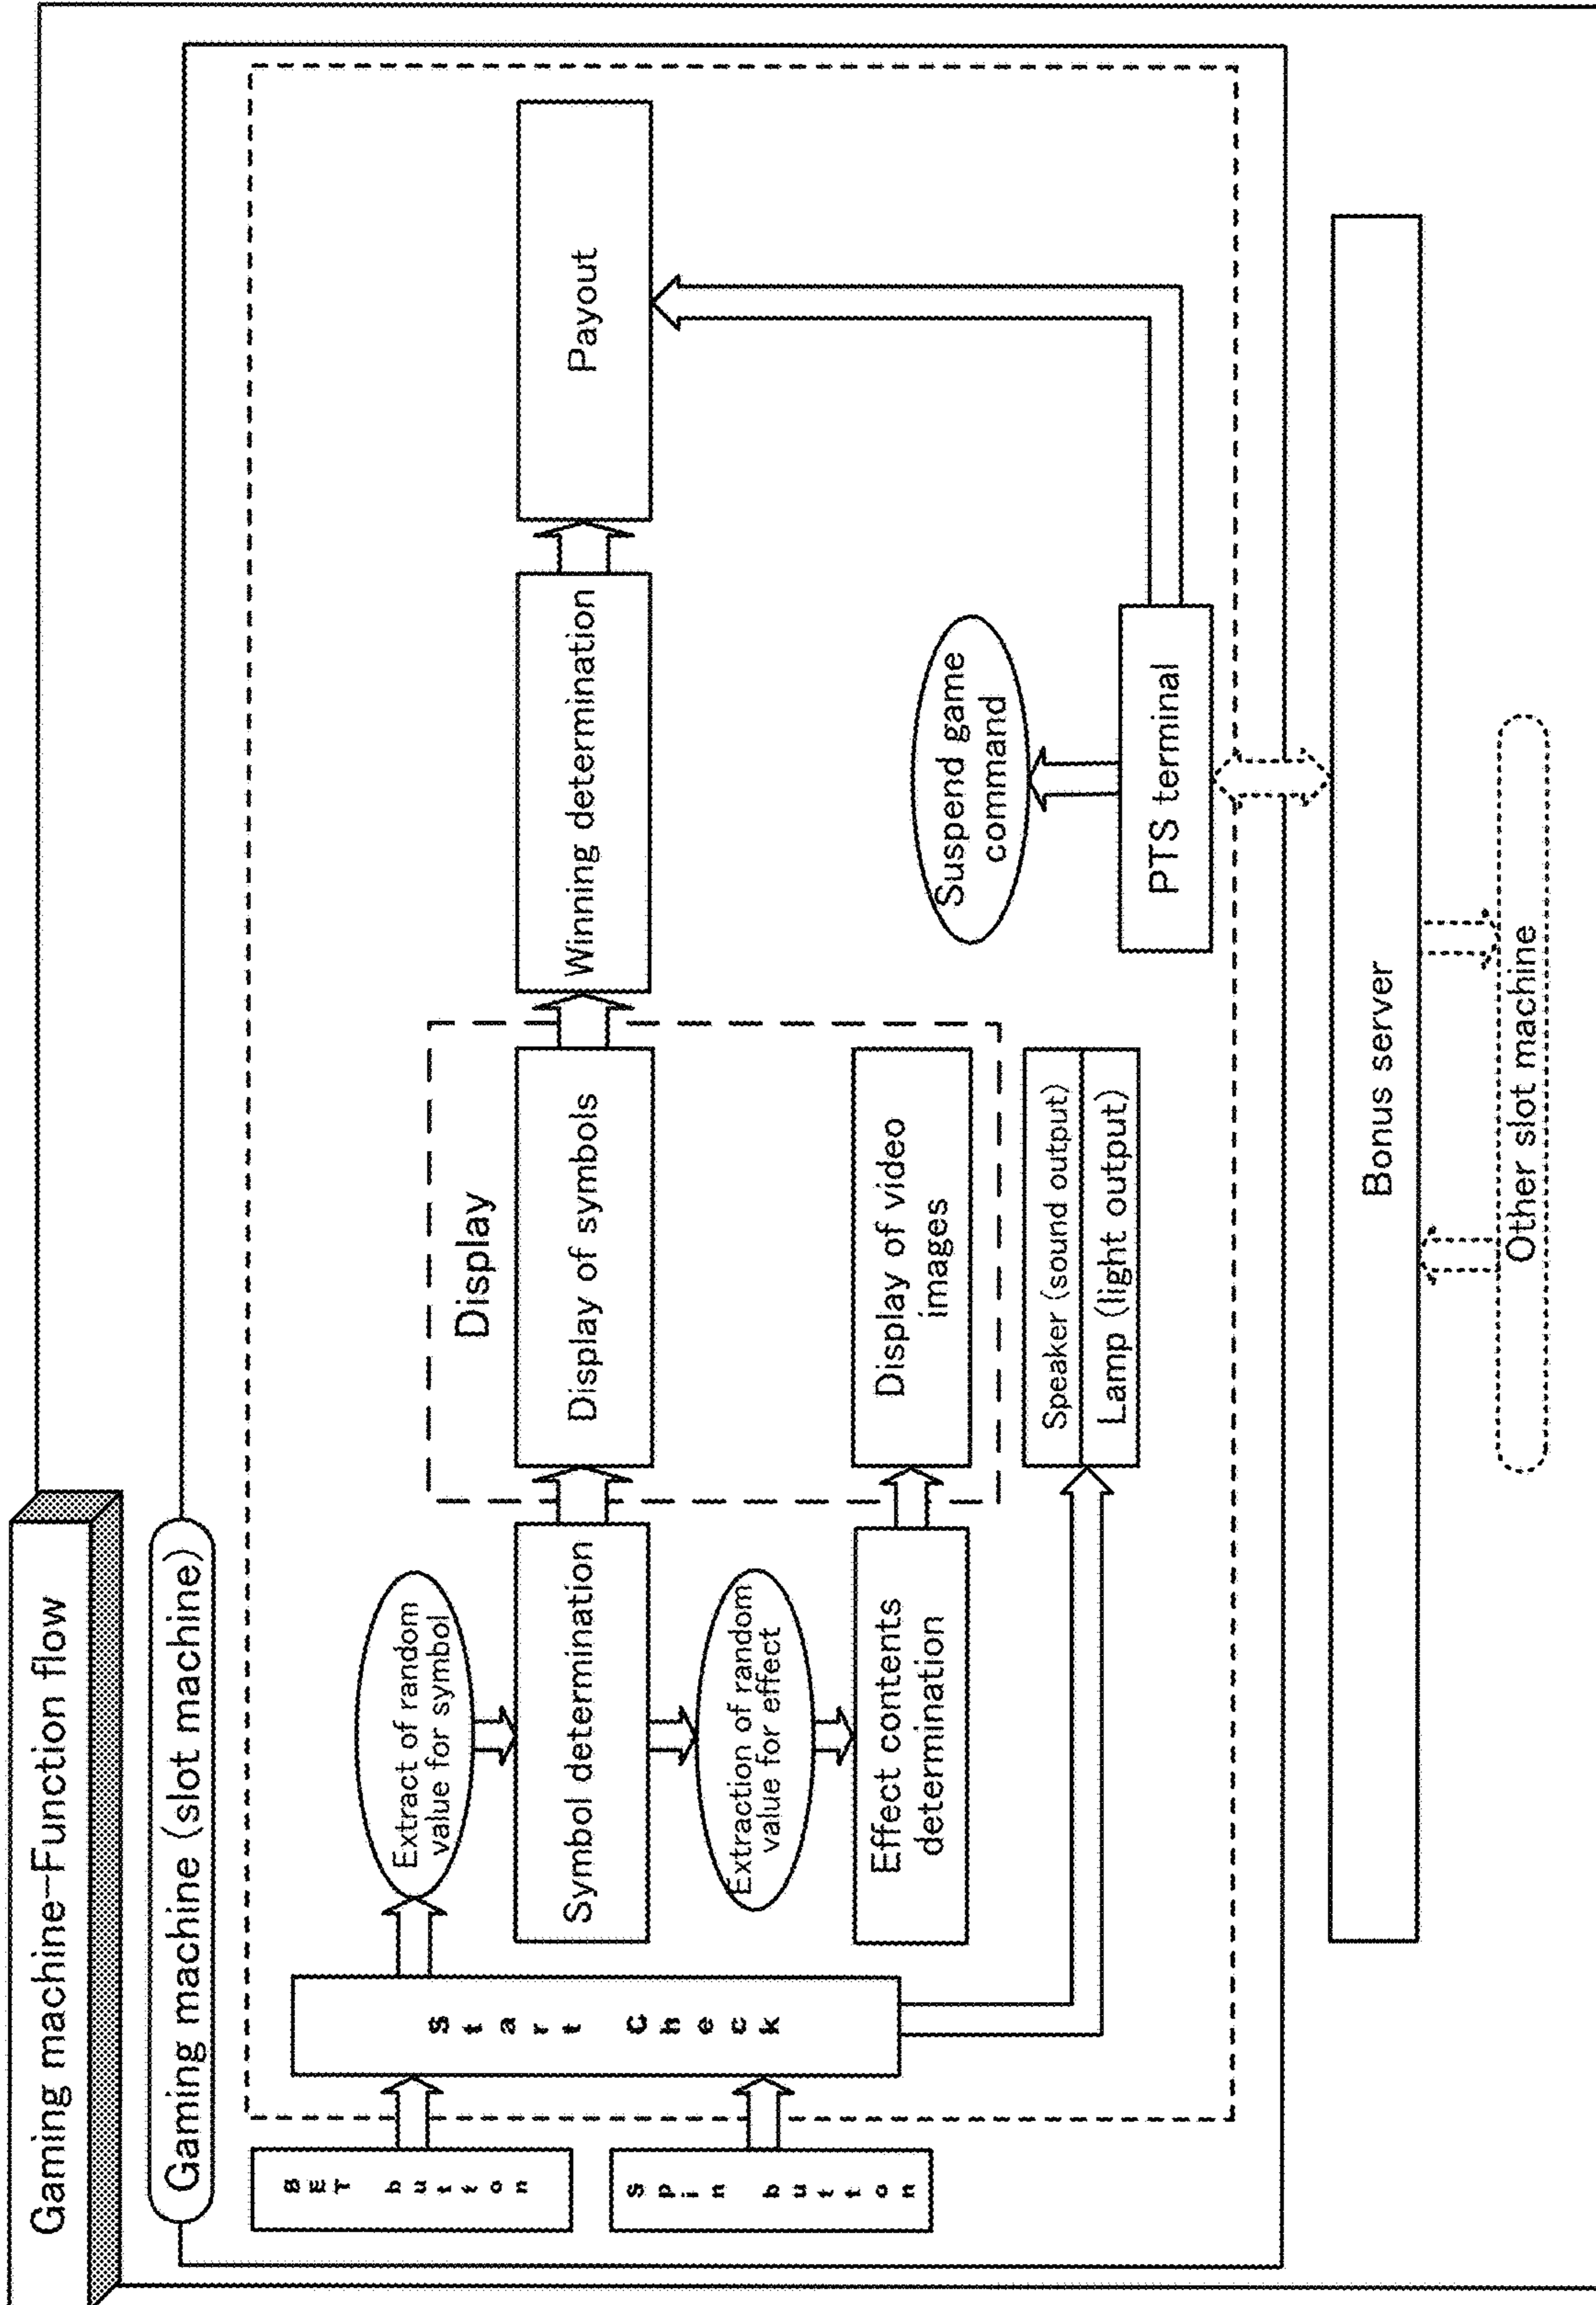 Gaming machine-Function flow
Gaming machine (slot machine)
BET button
Spin button
Start Check
Extract of random
value for symbol
Symbol determination
Extraction of random
value for effect
Effect contents
determination
Display
Display of symbols
Display of video
images
Speaker (sound output)
Lamp (light output)
Winning determination
Payout
Suspend game
command
PTS terminal
Bonus server
Other slot machine